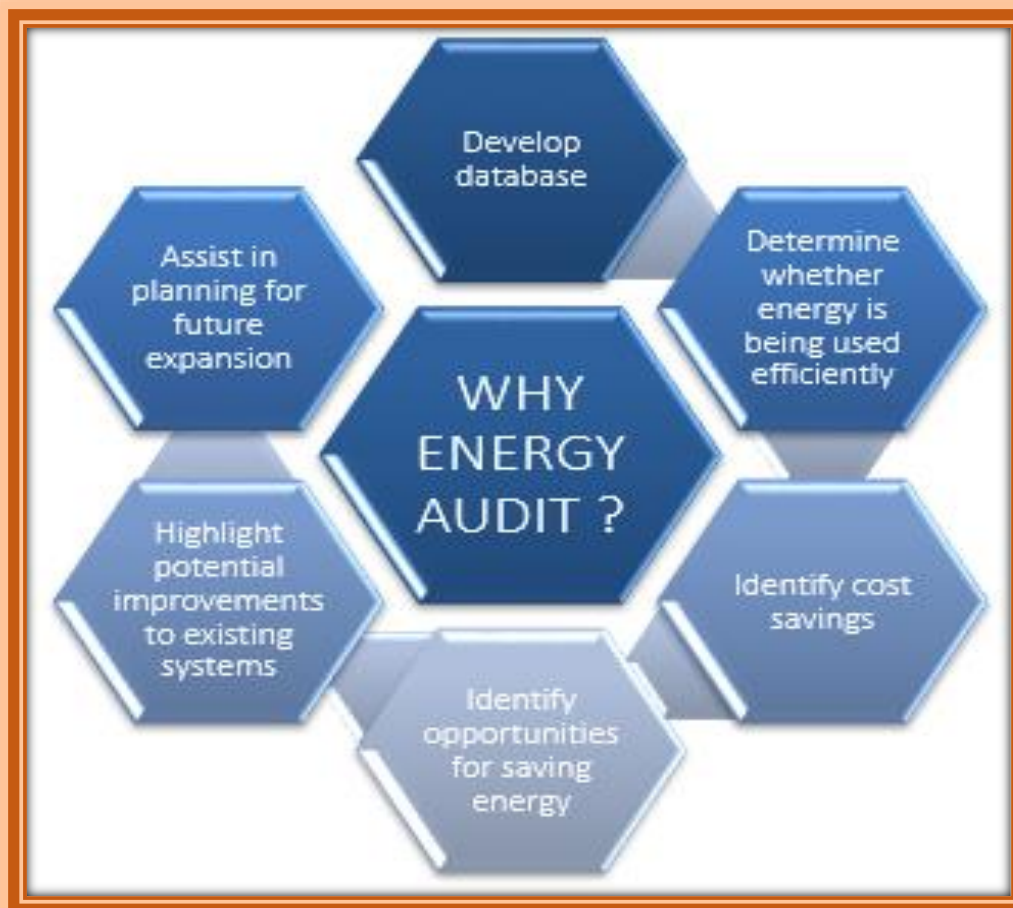 Develop
database
Determine
whether
energy is
being used
efficiently
Identify cost
savings
Identify
opportunities
for saving
energy
Highlight
potential
improvements
to existing
systems
Assist in
planning for
future
expansion
WHY
ENERGY
AUDIT ?